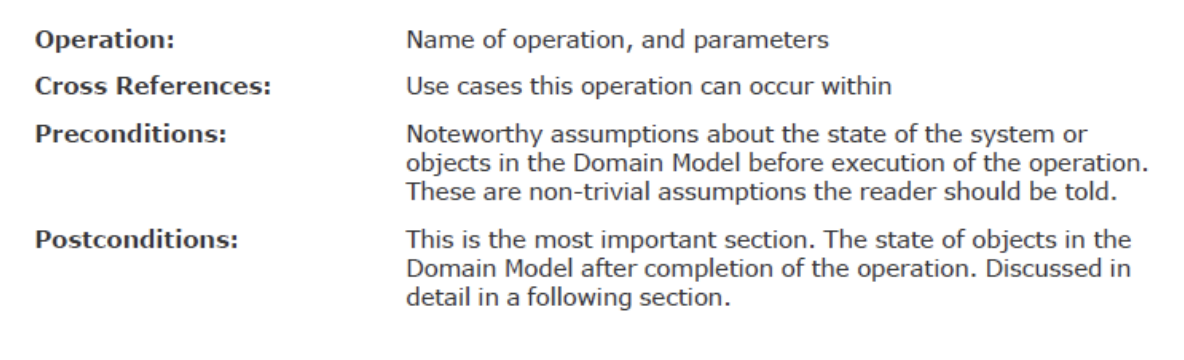 Operation: Name of operation, and parameters
Cross References: Use cases this operation can occur within
Preconditions: Noteworthy assumptions about the state of the system or
objects in the Domain Model before execution of the operation.
These are non-trivial assumptions the reader should be told.
Postconditions: This is the most important section. The state of objects in the
Domain Model after completion of the operation. Discussed in
detail in a following section.